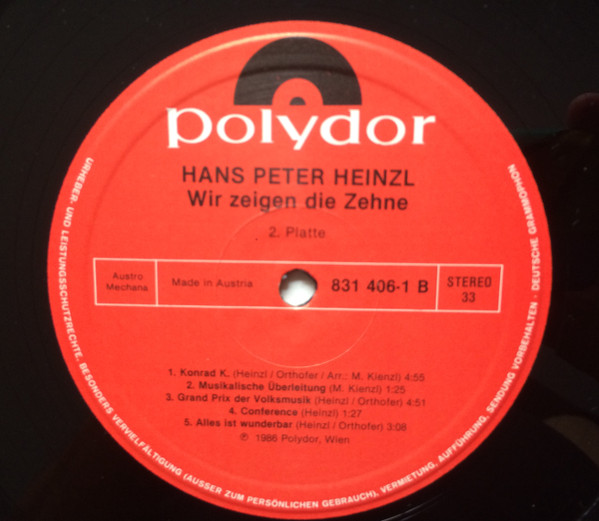 polydor
HANS PETER HEINZL
Wir zeigen die Zehne
2. Platte
Austro
Mechana
Made in Austria
831 406-1 B
STEREO
33
1. Konrad K. (Heinzl / Orthofer / Arr.: M. Kienzl) 4:55
2. Musikalische Überleitung (M. Kienzl) 1:25
3. Grand Prix der Volksmusik (Heinzl / Orthofer) 4:51
4. Conference (Heinzl) 1:27
5. Alles ist wunderbar (Heinzl / Orthofer) 3:08
℗ 1986 Polydor, Wien
URHEBER- UND LEISTUNGSSCHUTZRECHTE, BESONDERS VERVIELFÄLTIGUNG (AUSSER ZUM PERSÖNLICHEN GEBRAUCH), VERMIETUNG, AUFFÜHRUNG, SENDUNG VORBEHALTEN · DEUTSCHE GRAMMOPHON